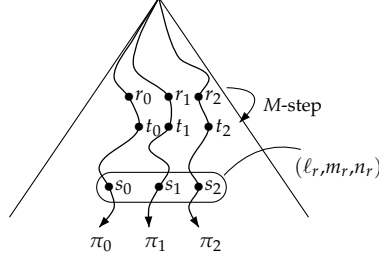 r₀ r₁ r₂
M-step
t₀ t₁ t₂
(ℓᵣ,mᵣ,nᵣ)
s₀ s₁ s₂
π₀ π₁ π₂